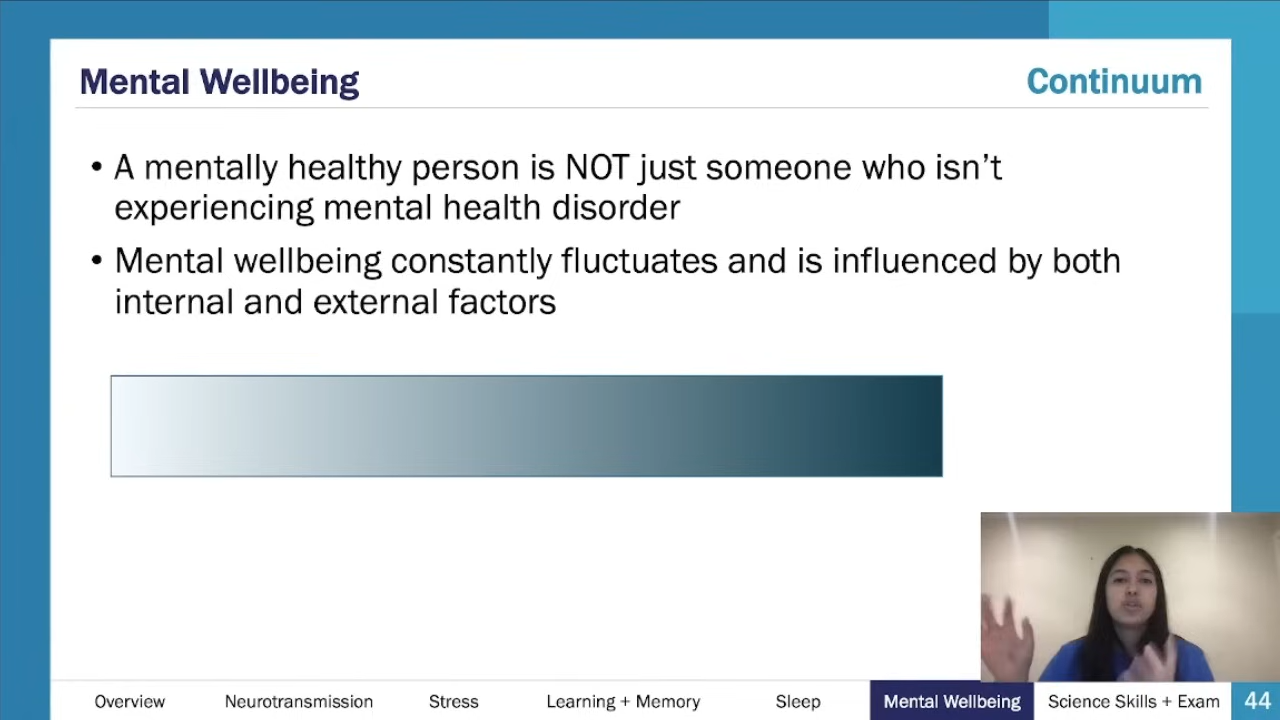 Mental Wellbeing
Continuum
• A mentally healthy person is NOT just someone who isn’t
experiencing mental health disorder
• Mental wellbeing constantly fluctuates and is influenced by both
internal and external factors
Overview
Neurotransmission
Stress
Learning + Memory
Sleep
Mental Wellbeing
Science Skills + Exam
44